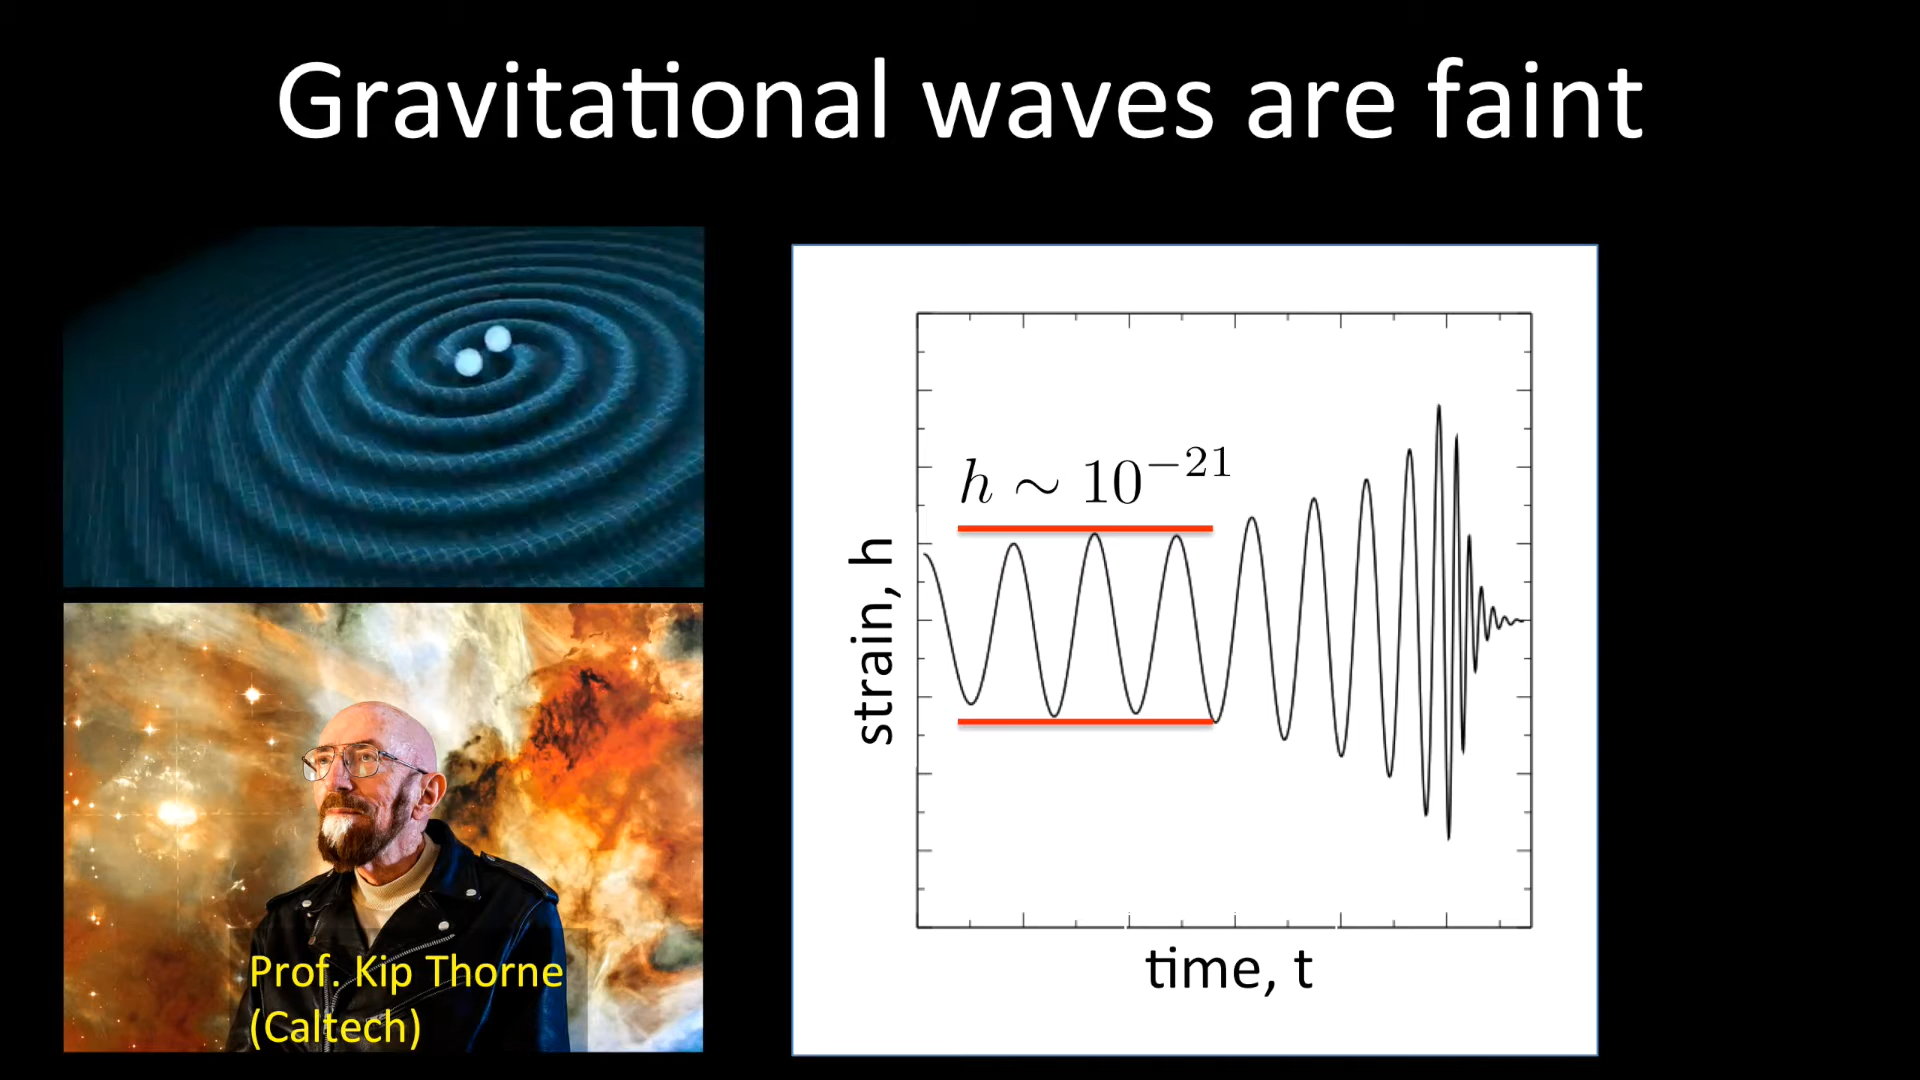 Gravitational waves are faint
h ∼ 10⁻²¹
strain, h
time, t
Prof. Kip Thorne
(Caltech)